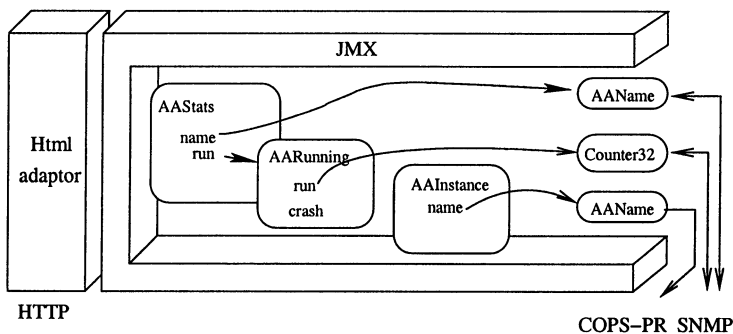 JMX
AAStats
AAName
name
Html
adaptor
run
AARunning
Counter32
run
AAInstance
crash
name
AAName
HTTP
COPS-PR SNMP